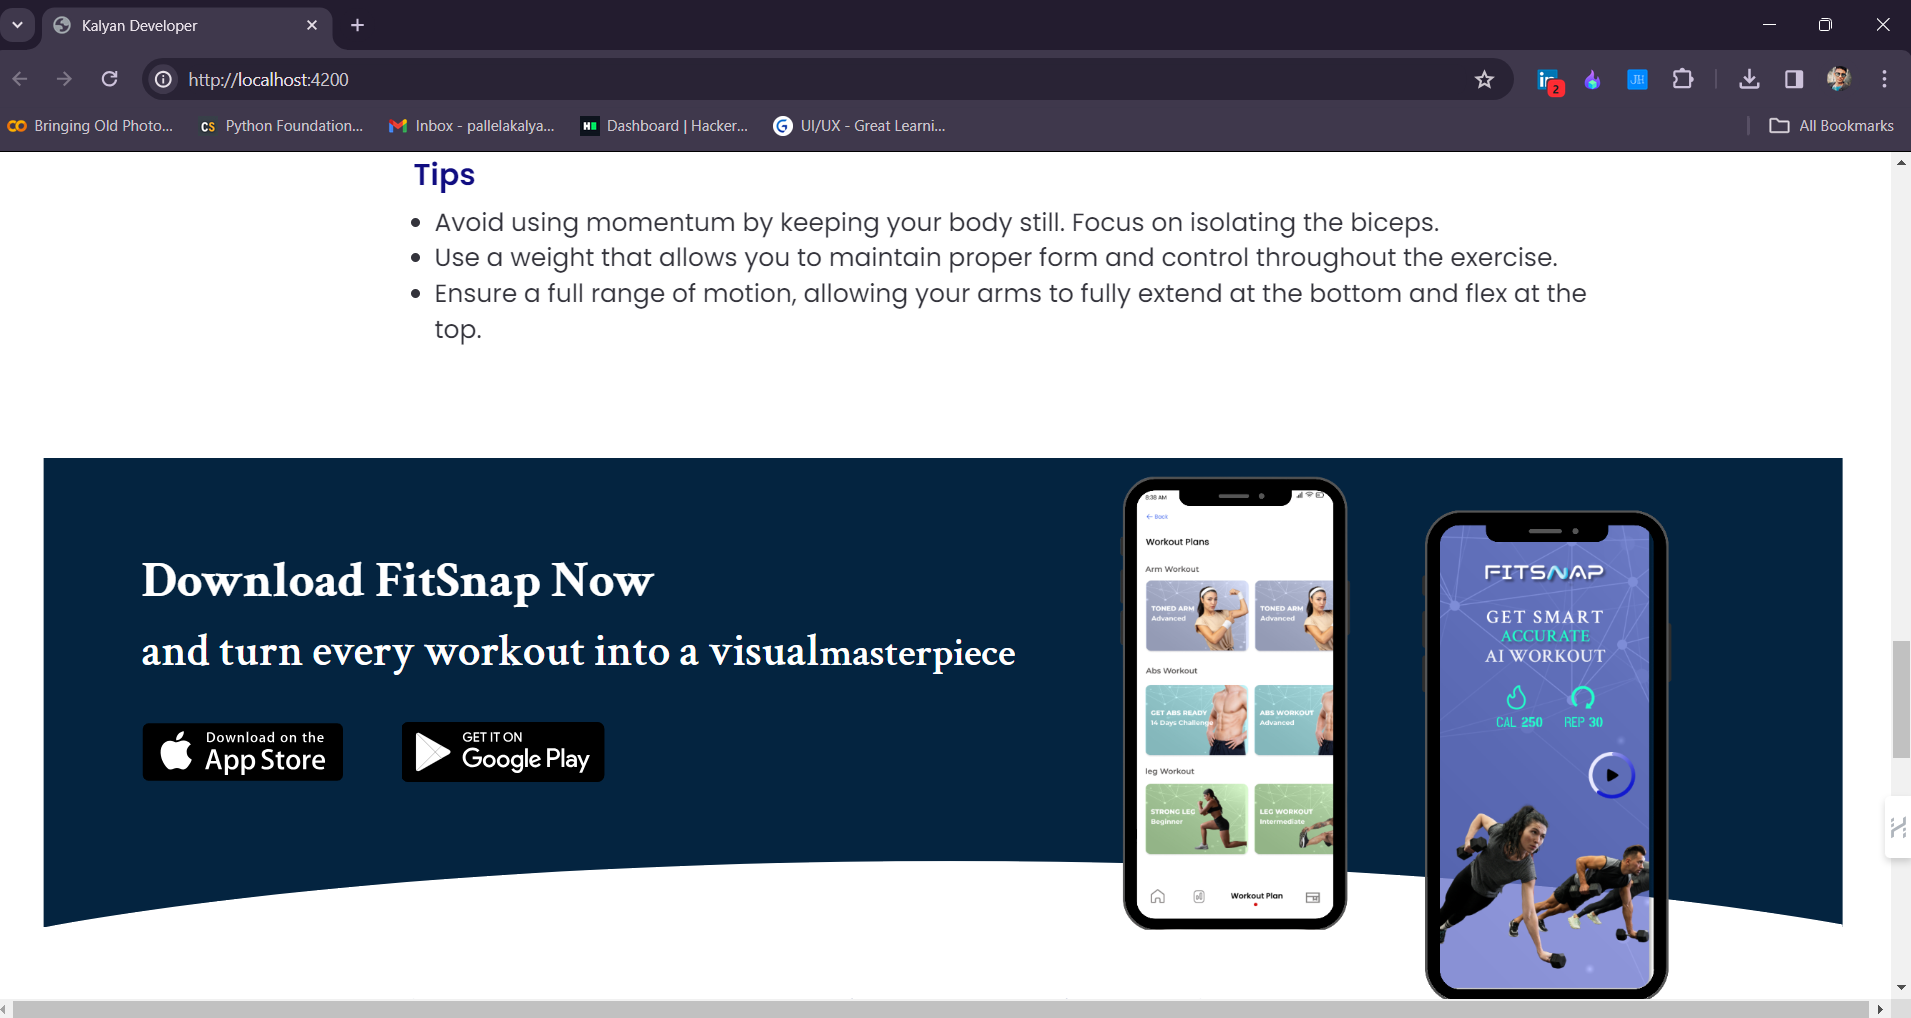 Kalyan Developer
http://localhost:4200
2
JH
Bringing Old Photo...
CS Python Foundation...
Inbox - pallelakalya...
Dashboard | Hacker...
UI/UX - Great Learni...
All Bookmarks
Tips
Avoid using momentum by keeping your body still. Focus on isolating the biceps.
Use a weight that allows you to maintain proper form and control throughout the exercise.
Ensure a full range of motion, allowing your arms to fully extend at the bottom and flex at the
top.
Download FitSnap Now
and turn every workout into a visualmasterpiece
Download on the
App Store
GET IT ON
Google Play
8:38 AM
← Back
Workout Plans
Arm Workout
TONED ARM
Advanced
TONED ARM
Advanced
Abs Workout
GET ABS READY
14 Days Challenge
ABS WORKOUT
Advanced
leg Workout
STRONG LEG
Beginner
LEG WORKOUT
Intermediate
Workout Plan
FITSNAP
GET SMART
ACCURATE
AI WORKOUT
CAL 250 REP 30